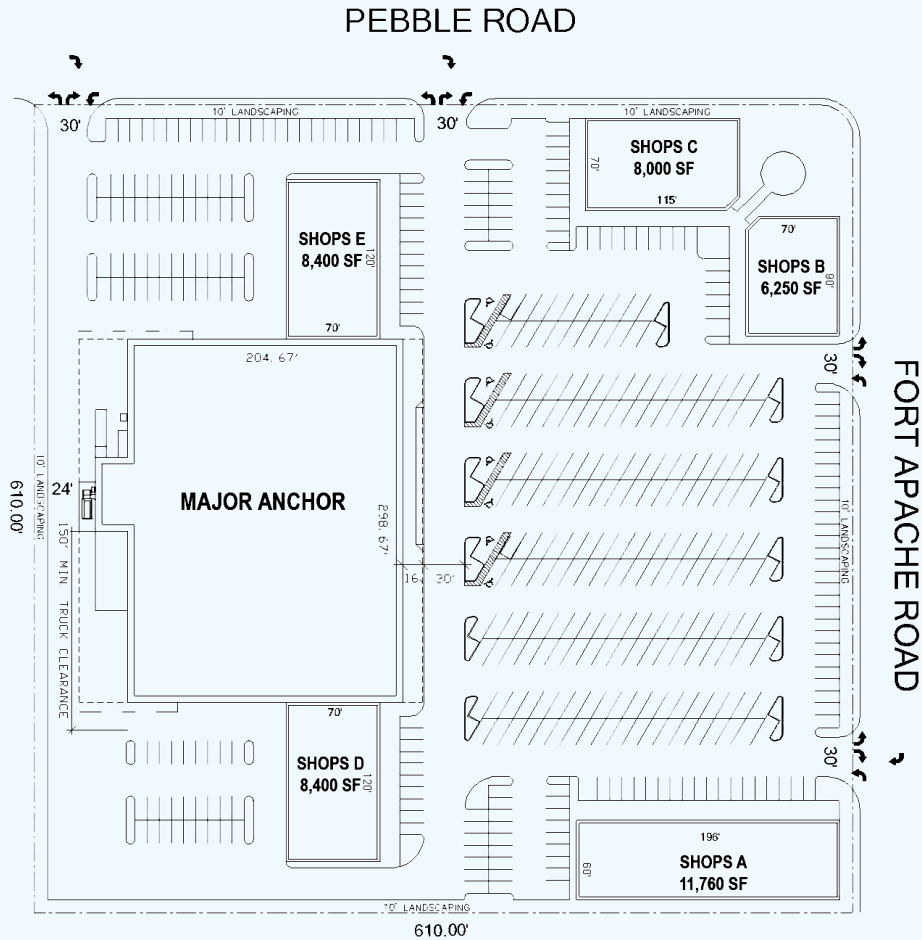 PEBBLE ROAD
10' LANDSCAPING
10' LANDSCAPING
30'
30'
SHOPS C
8,000 SF
70'
115'
SHOPS E
8,400 SF
120'
70'
70'
SHOPS B
6,250 SF
90'
204.67'
30'
FORT APACHE ROAD
10' LANDSCAPING
610.00'
24'
MAJOR ANCHOR
298.67'
10' LANDSCAPING
16
30'
150' MIN TRUCK CLEARANCE
70'
SHOPS D
8,400 SF
120'
30'
196'
SHOPS A
11,760 SF
60'
10' LANDSCAPING
610.00'